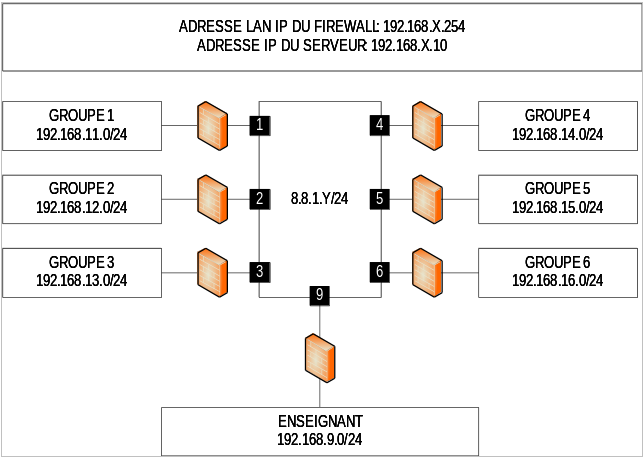 ADRESSE LAN IP DU FIREWALL: 192.168.X.254
ADRESSE IP DU SERVEUR: 192.168.X.10
GROUPE 1
192.168.11.0/24
1
4
GROUPE 4
192.168.14.0/24
GROUPE 2
192.168.12.0/24
2
8.8.1.Y/24
5
GROUPE 5
192.168.15.0/24
GROUPE 3
192.168.13.0/24
3
6
GROUPE 6
192.168.16.0/24
9
ENSEIGNANT
192.168.9.0/24